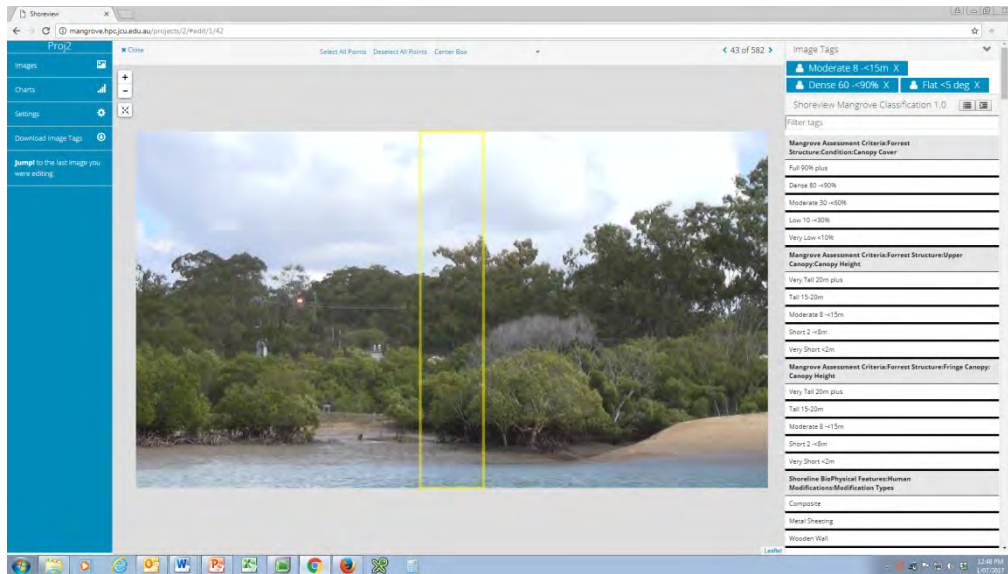 Shoreview
mangrove.hpc.jcu.edu.au/projects/2/#edit/1/42
Proj2
Images
Charts
Settings
Download Image Tags
Jump! to the last image you
were editing
× Close
Select All Points Deselect All Points Center Box
43 of 582
+
-
Image Tags
Moderate 8 -<15m X
Dense 60 -<90% X
Flat <5 deg X
Shoreview Mangrove Classification 1.0
Filter tags
Mangrove Assessment Criteria:Forrest
Structure:Condition:Canopy Cover
Full 90% plus
Dense 60 -<90%
Moderate 30 -<60%
Low 10 -<30%
Very Low <10%
Mangrove Assessment Criteria:Forrest Structure:Upper
Canopy:Canopy Height
Very Tall 20m plus
Tall 15-20m
Moderate 8 -<15m
Short 2 -<8m
Very Short <2m
Mangrove Assessment Criteria:Forrest Structure:Fringe Canopy:
Canopy Height
Very Tall 20m plus
Tall 15-20m
Moderate 8 -<15m
Short 2 -<8m
Very Short <2m
Shoreline BioPhysical Features:Human
Modifications:Modification Types
Composite
Metal Sheeting
Wooden Wall
Leaflet
12:48 PM
1/07/2017